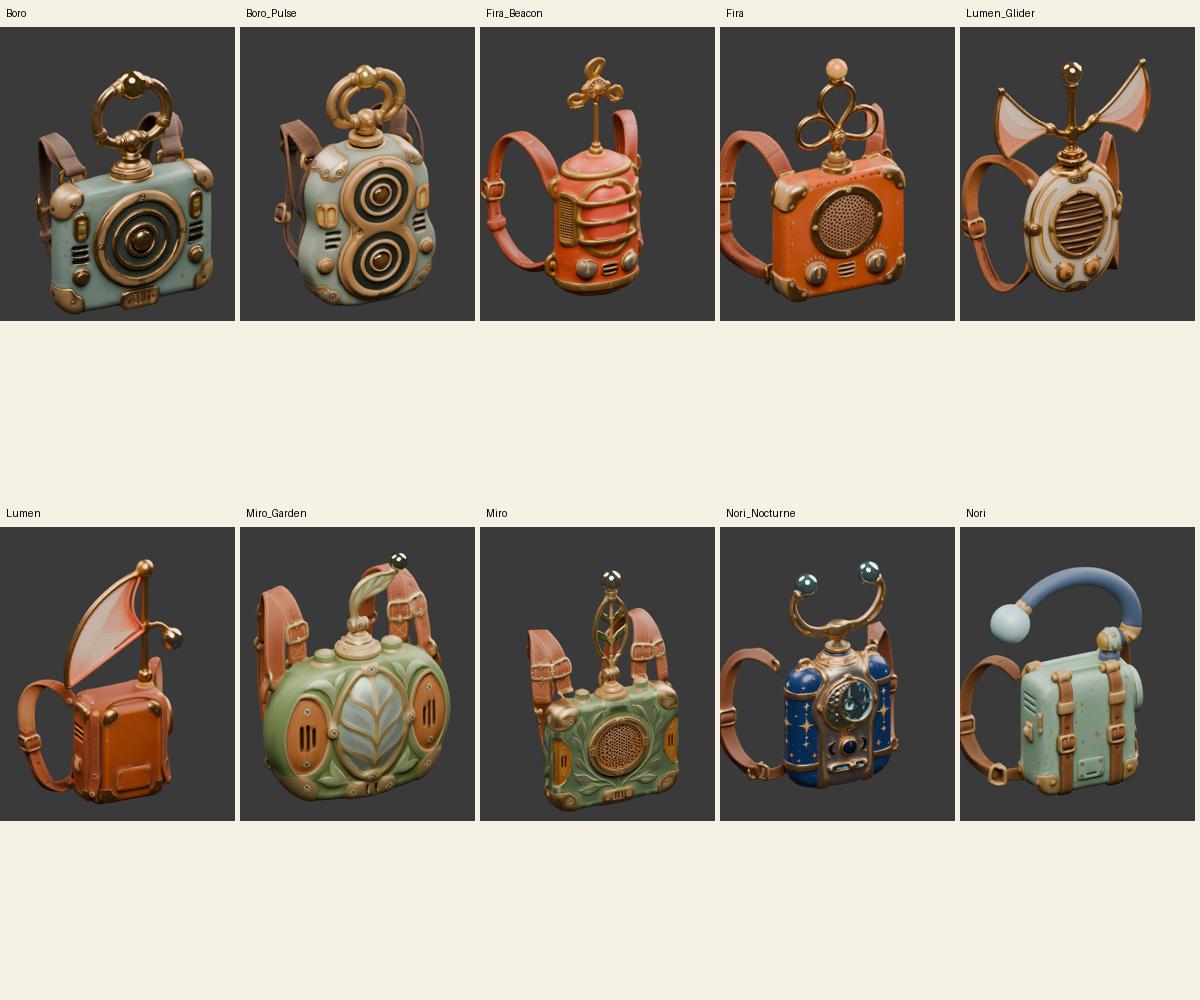 Boro
Boro_Pulse
Fira_Beacon
Fira
Lumen_Glider
Lumen
Miro_Garden
Miro
Nori_Nocturne
Nori